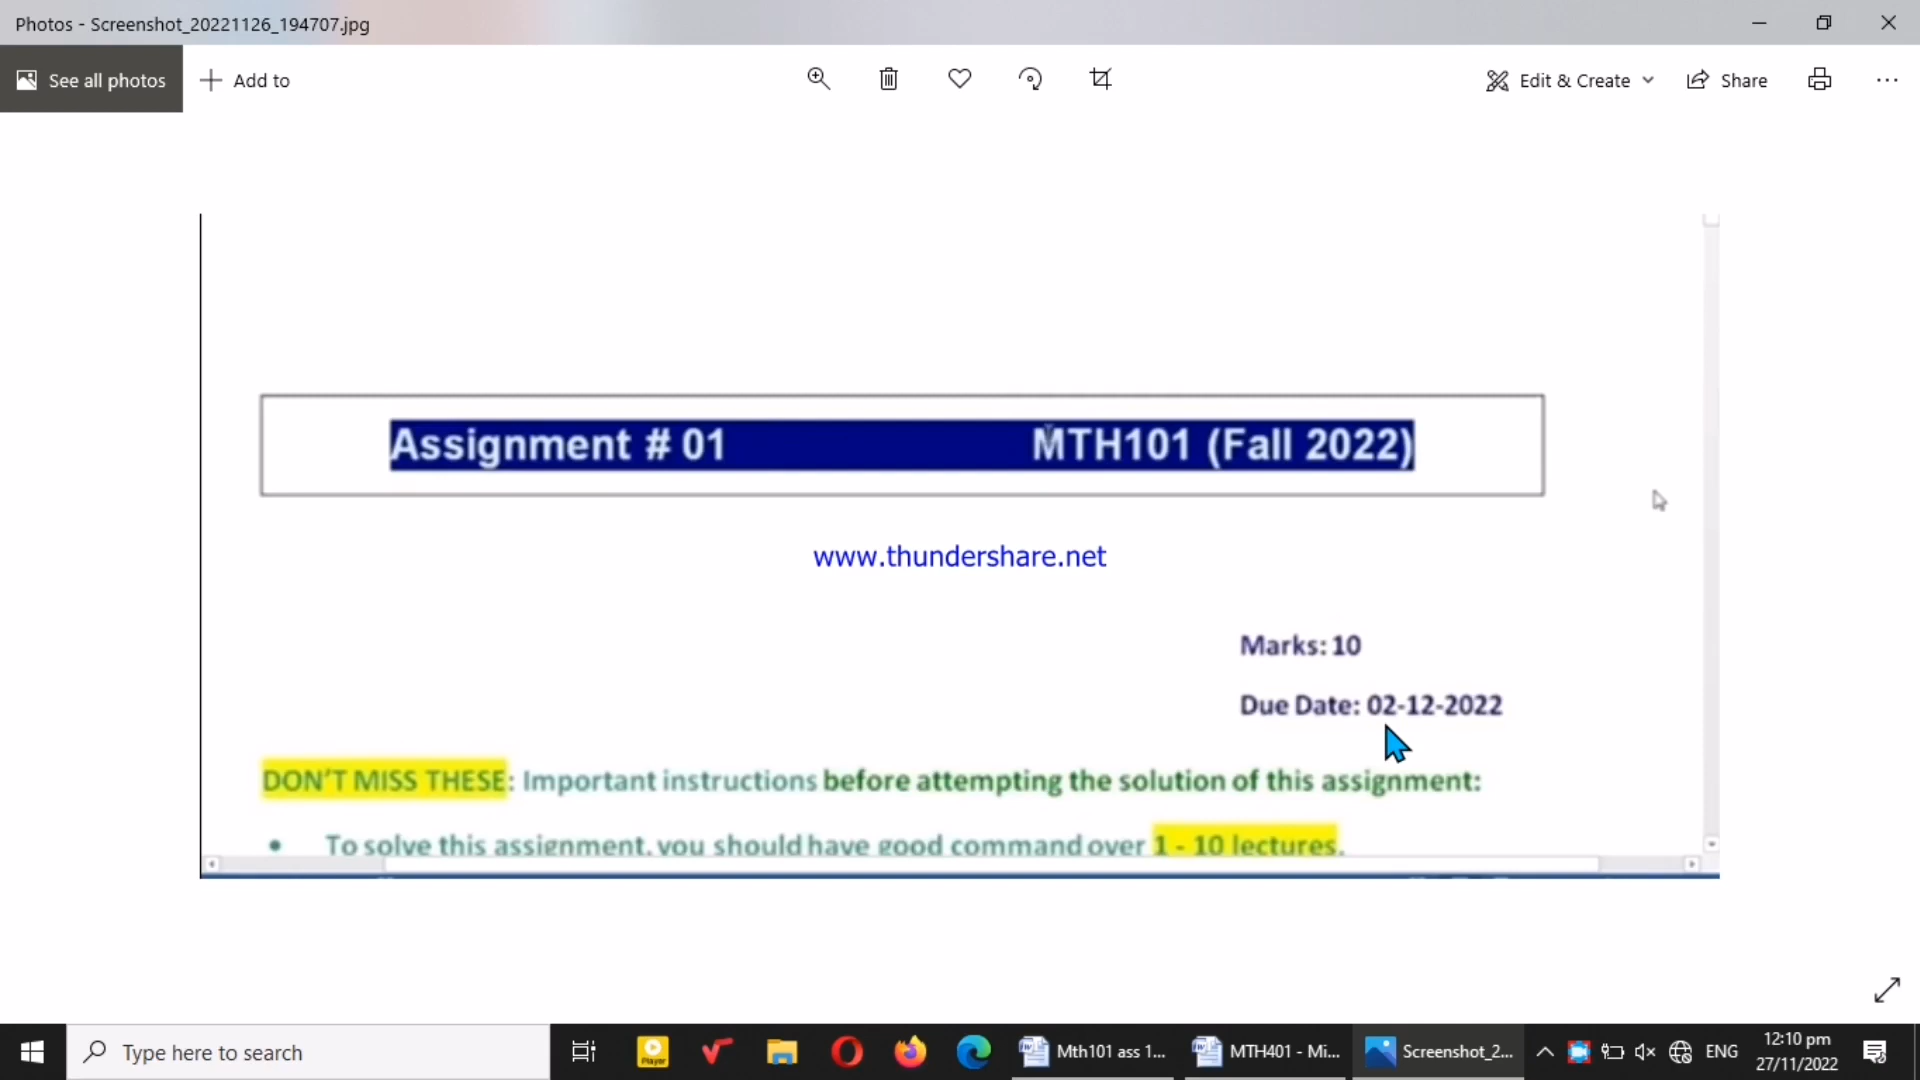 Photos - Screenshot_20221126_194707.jpg
See all photos
Add to
Edit & Create
Share
Assignment # 01 MTH101 (Fall 2022)
www.thundershare.net
Marks: 10
Due Date: 02-12-2022
DON'T MISS THESE: Important instructions before attempting the solution of this assignment:
• To solve this assignment, you should have good command over 1 - 10 lectures.
Type here to search
Player
Mth101 ass 1...
MTH401 - Mi...
Screenshot_2...
ENG
12:10 pm
27/11/2022